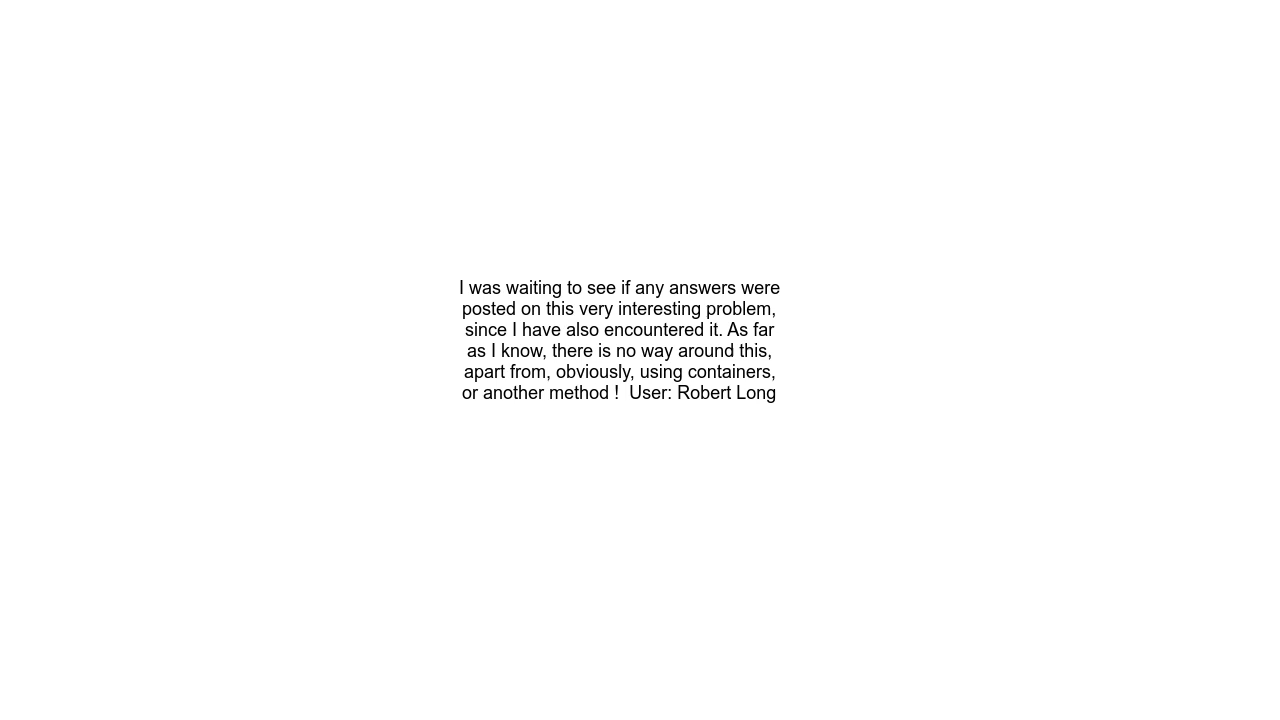 I was waiting to see if any answers were
posted on this very interesting problem,
since I have also encountered it. As far
as I know, there is no way around this,
apart from, obviously, using containers,
or another method !  User: Robert Long